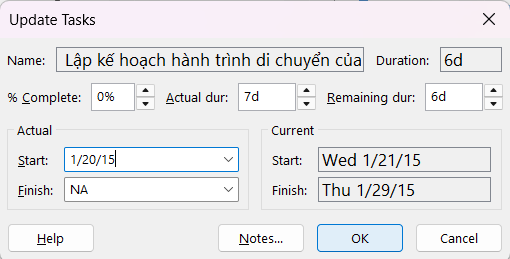 Update Tasks
Name: Lập kế hoạch hành trình di chuyển của Duration: 6d
% Complete: 0% Actual dur: 7d Remaining dur: 6d
Actual Current
Start: 1/20/15 Start: Wed 1/21/15
Finish: NA Finish: Thu 1/29/15
Help Notes... OK Cancel